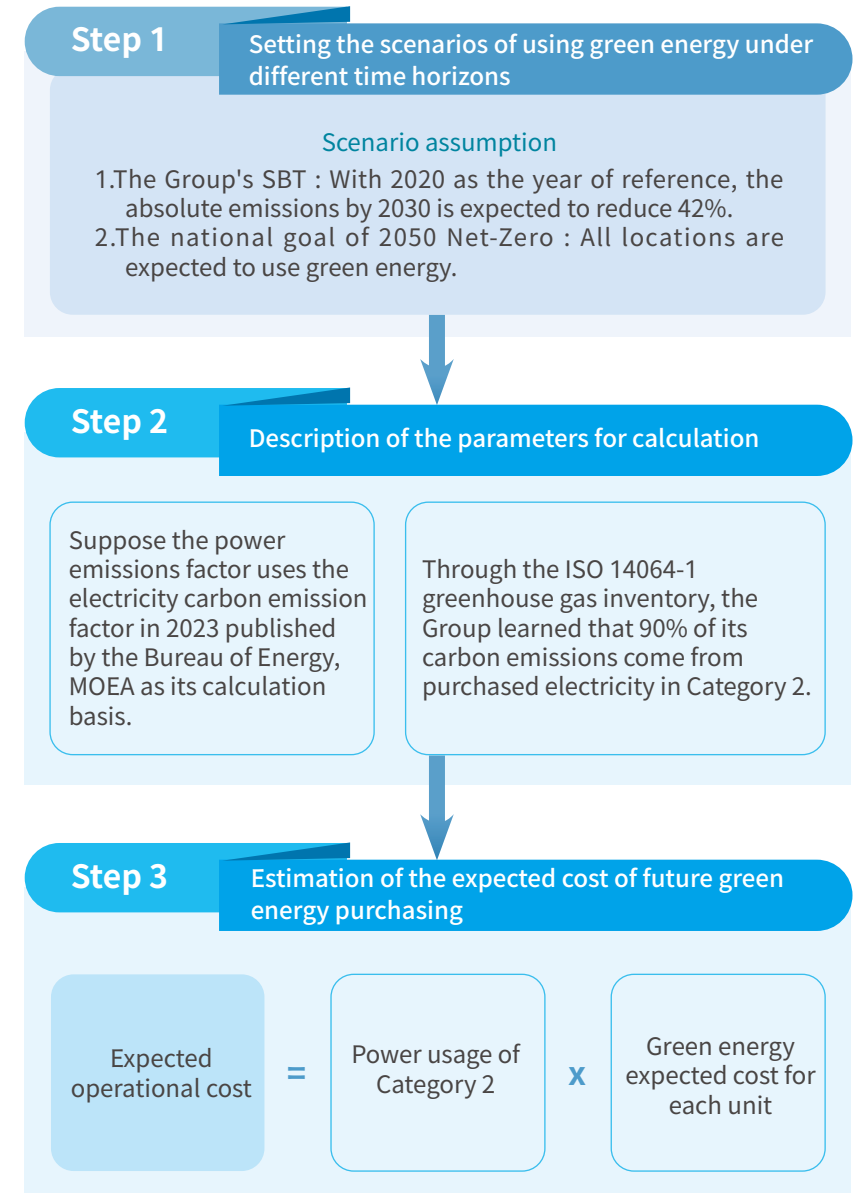 Step 1
Setting the scenarios of using green energy under
different time horizons
Scenario assumption
1.The Group's SBT : With 2020 as the year of reference, the
absolute emissions by 2030 is expected to reduce 42%.
2.The national goal of 2050 Net-Zero : All locations are
expected to use green energy.
Step 2
Description of the parameters for calculation
Suppose the power
emissions factor uses the
electricity carbon emission
factor in 2023 published
by the Bureau of Energy,
MOEA as its calculation
basis.
Through the ISO 14064-1
greenhouse gas inventory, the
Group learned that 90% of its
carbon emissions come from
purchased electricity in Category 2.
Step 3
Estimation of the expected cost of future green
energy purchasing
Expected
operational cost
=
Power usage of
Category 2
x
Green energy
expected cost for
each unit